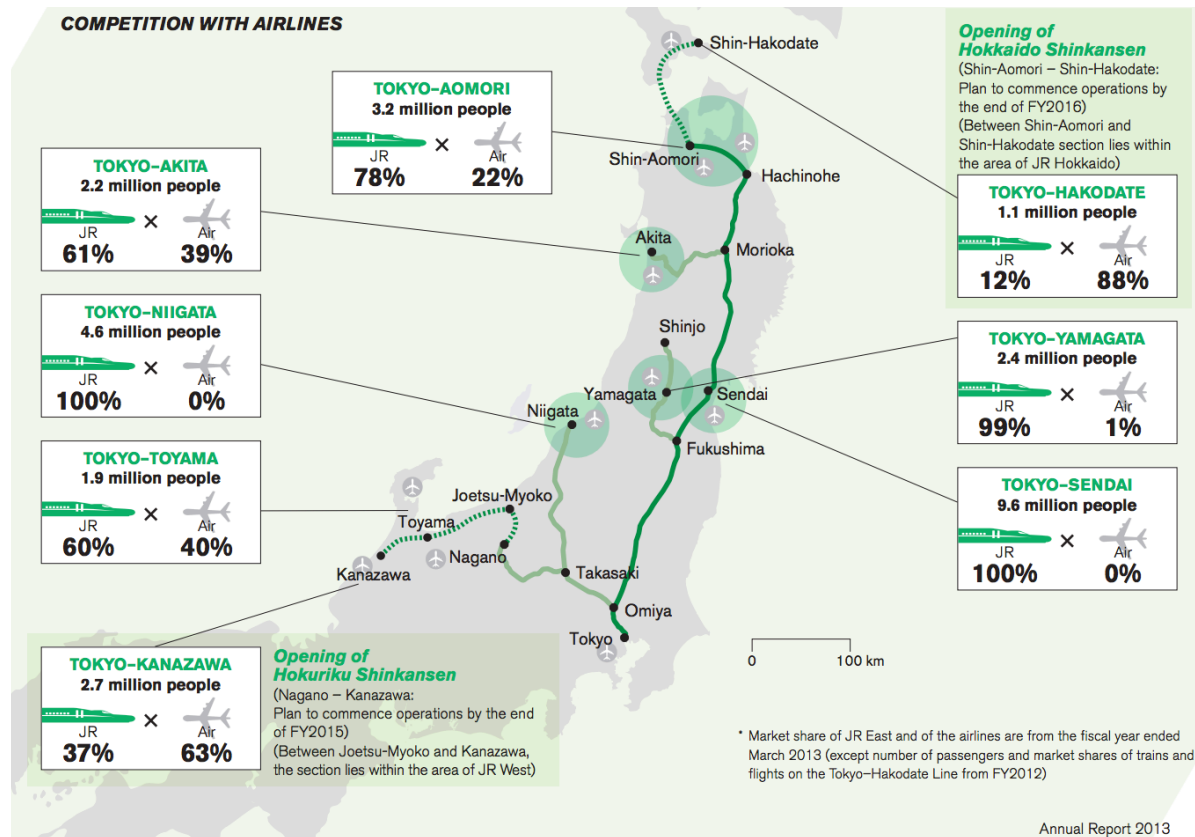 COMPETITION WITH AIRLINES
TOKYO–AOMORI
3.2 million people
JR × Air
78% 22%
TOKYO–AKITA
2.2 million people
JR × Air
61% 39%
TOKYO–NIIGATA
4.6 million people
JR × Air
100% 0%
TOKYO–TOYAMA
1.9 million people
JR × Air
60% 40%
TOKYO–KANAZAWA
2.7 million people
JR × Air
37% 63%
Opening of
Hokuriku Shinkansen
(Nagano – Kanazawa:
Plan to commence operations by the end
of FY2015)
(Between Joetsu-Myoko and Kanazawa,
the section lies within the area of JR West)
Shin-Hakodate
Shin-Aomori
Hachinohe
Akita
Morioka
Shinjo
Yamagata
Sendai
Niigata
Fukushima
Joetsu-Myoko
Toyama
Nagano
Kanazawa
Takasaki
Omiya
Tokyo
0 100 km
Opening of
Hokkaido Shinkansen
(Shin-Aomori – Shin-Hakodate:
Plan to commence operations by
the end of FY2016)
(Between Shin-Aomori and
Shin-Hakodate section lies within
the area of JR Hokkaido)
TOKYO–HAKODATE
1.1 million people
JR × Air
12% 88%
TOKYO–YAMAGATA
2.4 million people
JR × Air
99% 1%
TOKYO–SENDAI
9.6 million people
JR × Air
100% 0%
* Market share of JR East and of the airlines are from the fiscal year ended
March 2013 (except number of passengers and market shares of trains and
flights on the Tokyo–Hakodate Line from FY2012)
Annual Report 2013